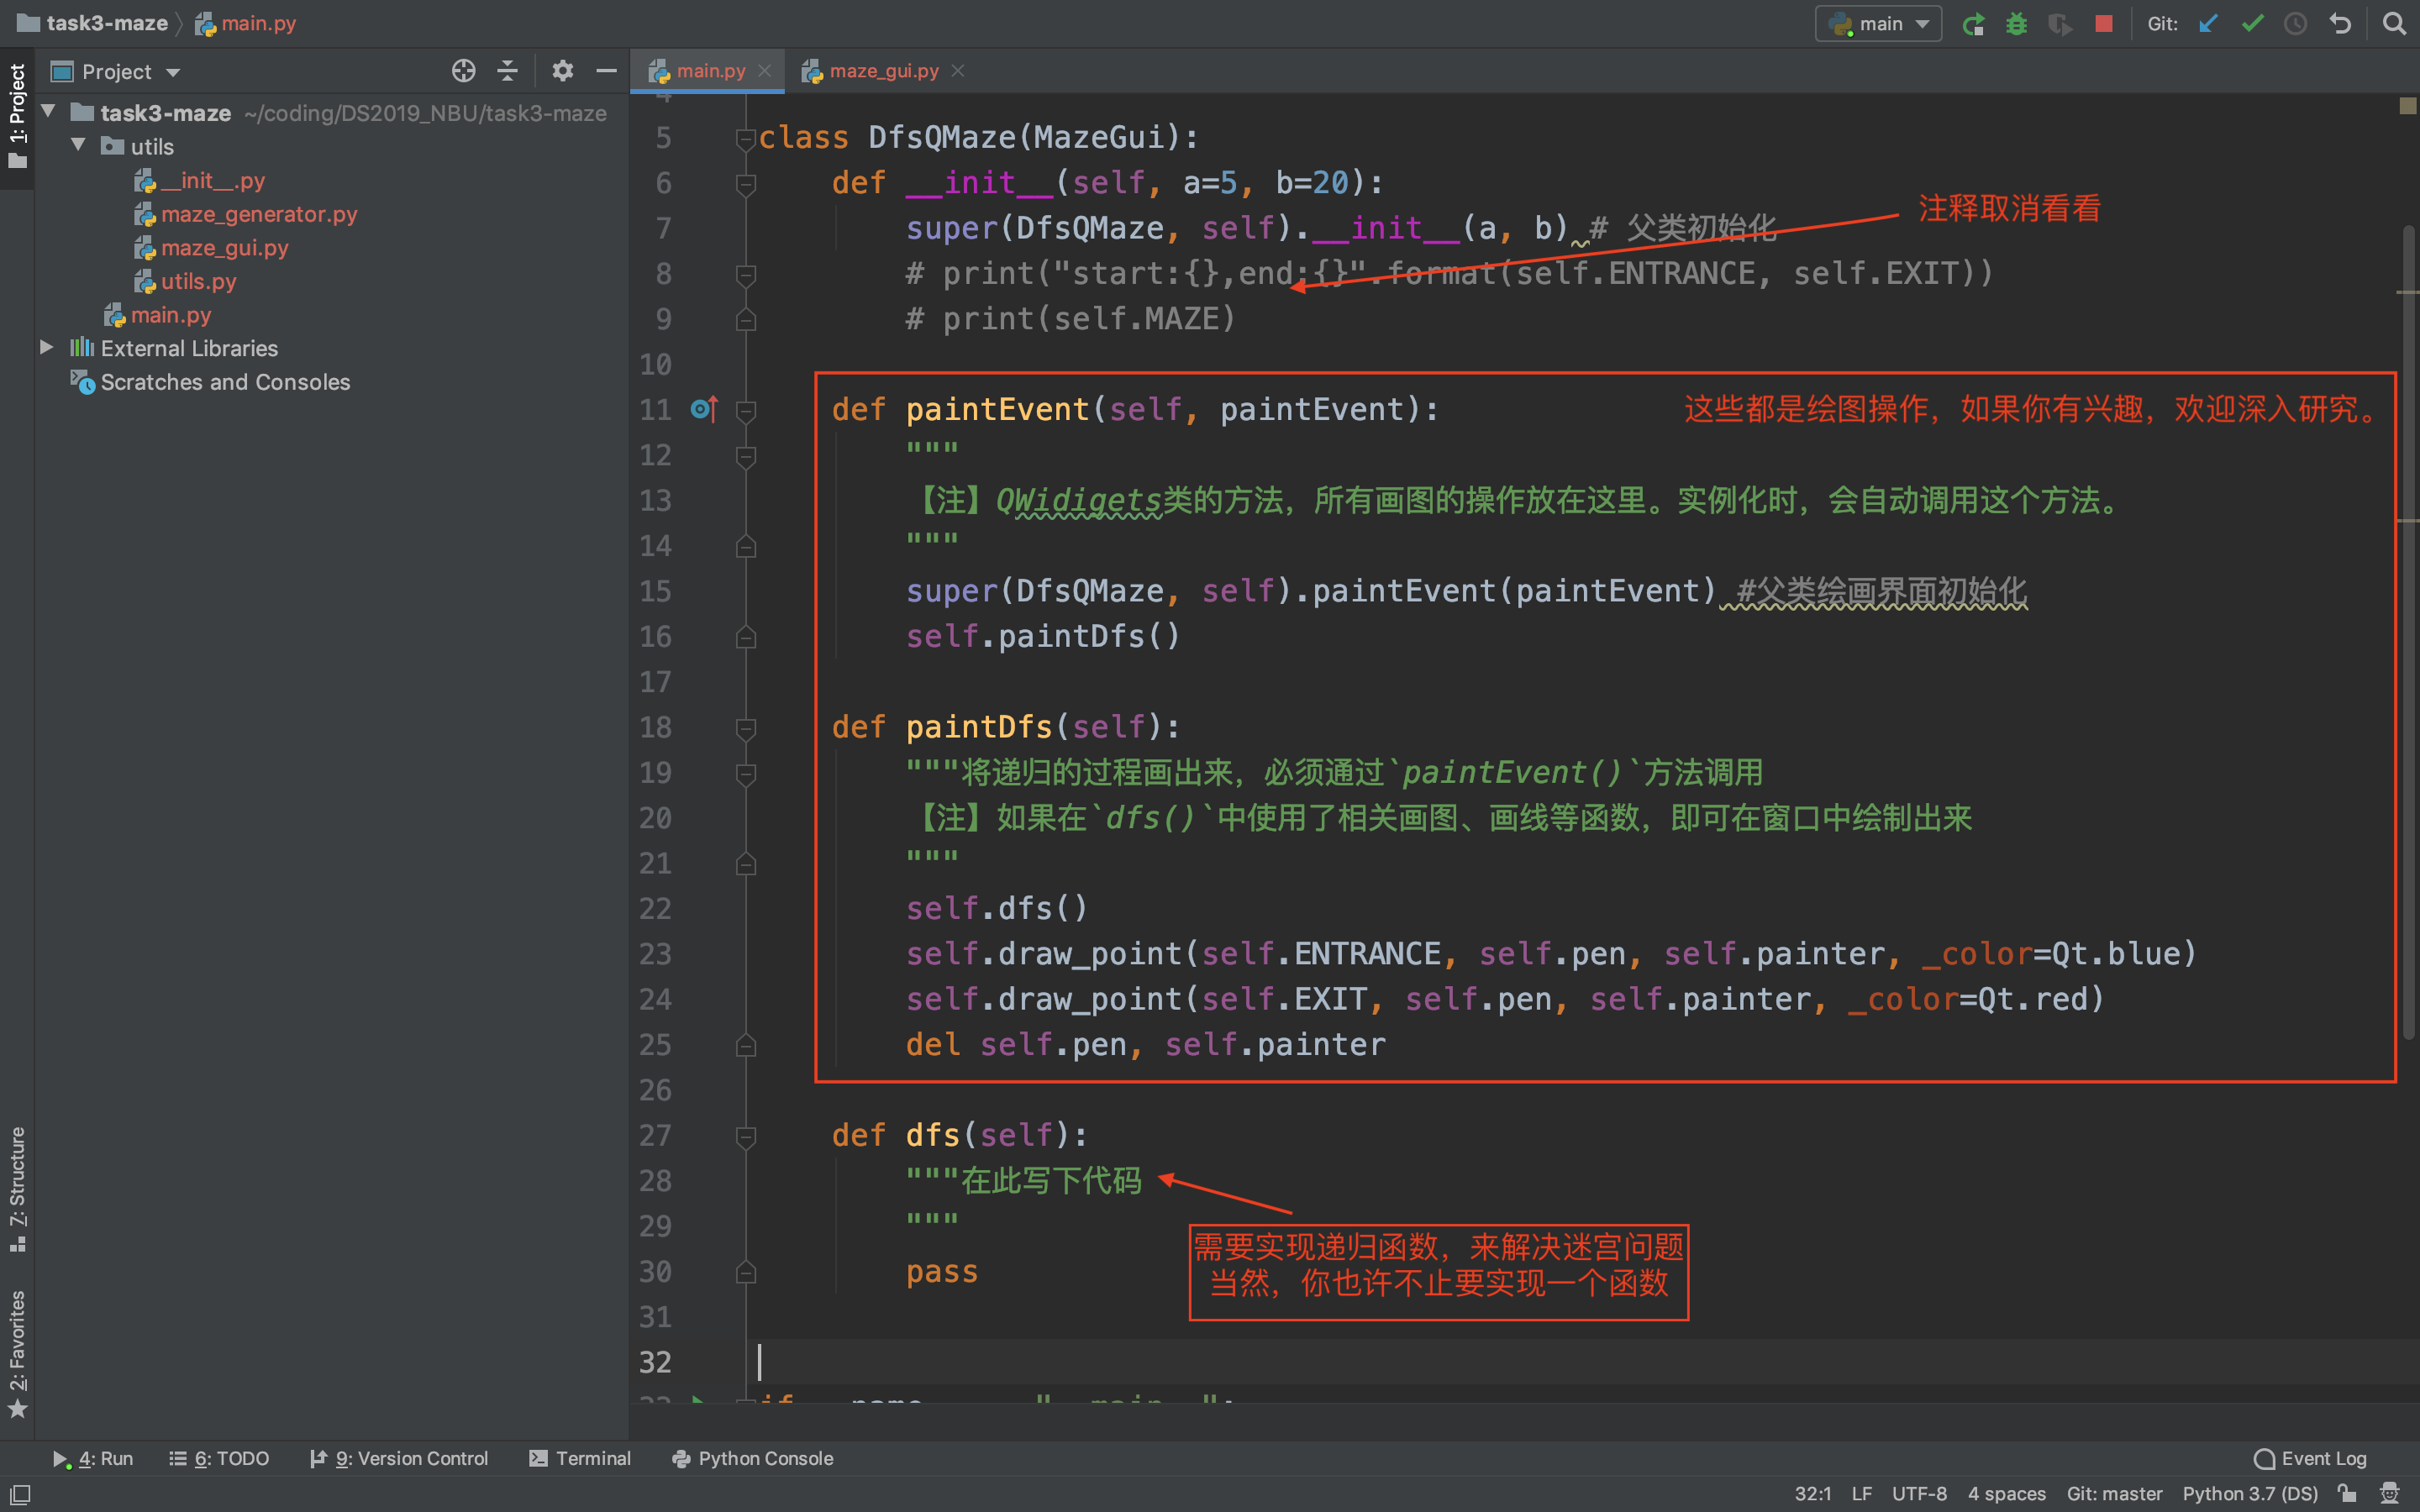 task3-maze
main.py
main
Git:
1: Project
Project
main.py
maze_gui.py
task3-maze ~/coding/DS2019_NBU/task3-maze
utils
__init__.py
maze_generator.py
maze_gui.py
utils.py
main.py
External Libraries
Scratches and Consoles
5 class DfsQMaze(MazeGui):
6 def __init__(self, a=5, b=20):
注释取消看看
7 super(DfsQMaze, self).__init__(a, b) # 父类初始化
8 # print("start:{},end:{}".format(self.ENTRANCE, self.EXIT))
9 # print(self.MAZE)
10
11 def paintEvent(self, paintEvent):
这些都是绘图操作，如果你有兴趣，欢迎深入研究。
12 """
13 【注】QWidigets类的方法，所有画图的操作放在这里。实例化时，会自动调用这个方法。
14 """
15 super(DfsQMaze, self).paintEvent(paintEvent) #父类绘画界面初始化
16 self.paintDfs()
17
18 def paintDfs(self):
19 """将递归的过程画出来，必须通过`paintEvent()`方法调用
20 【注】如果在`dfs()`中使用了相关画图、画线等函数，即可在窗口中绘制出来
21 """
22 self.dfs()
23 self.draw_point(self.ENTRANCE, self.pen, self.painter, _color=Qt.blue)
24 self.draw_point(self.EXIT, self.pen, self.painter, _color=Qt.red)
25 del self.pen, self.painter
26
27 def dfs(self):
28 """在此写下代码
29 """
需要实现递归函数，来解决迷宫问题
当然，你也许不止要实现一个函数
30 pass
31
32
7: Structure
2: Favorites
4: Run
6: TODO
9: Version Control
Terminal
Python Console
Event Log
32:1
LF
UTF-8
4 spaces
Git: master
Python 3.7 (DS)